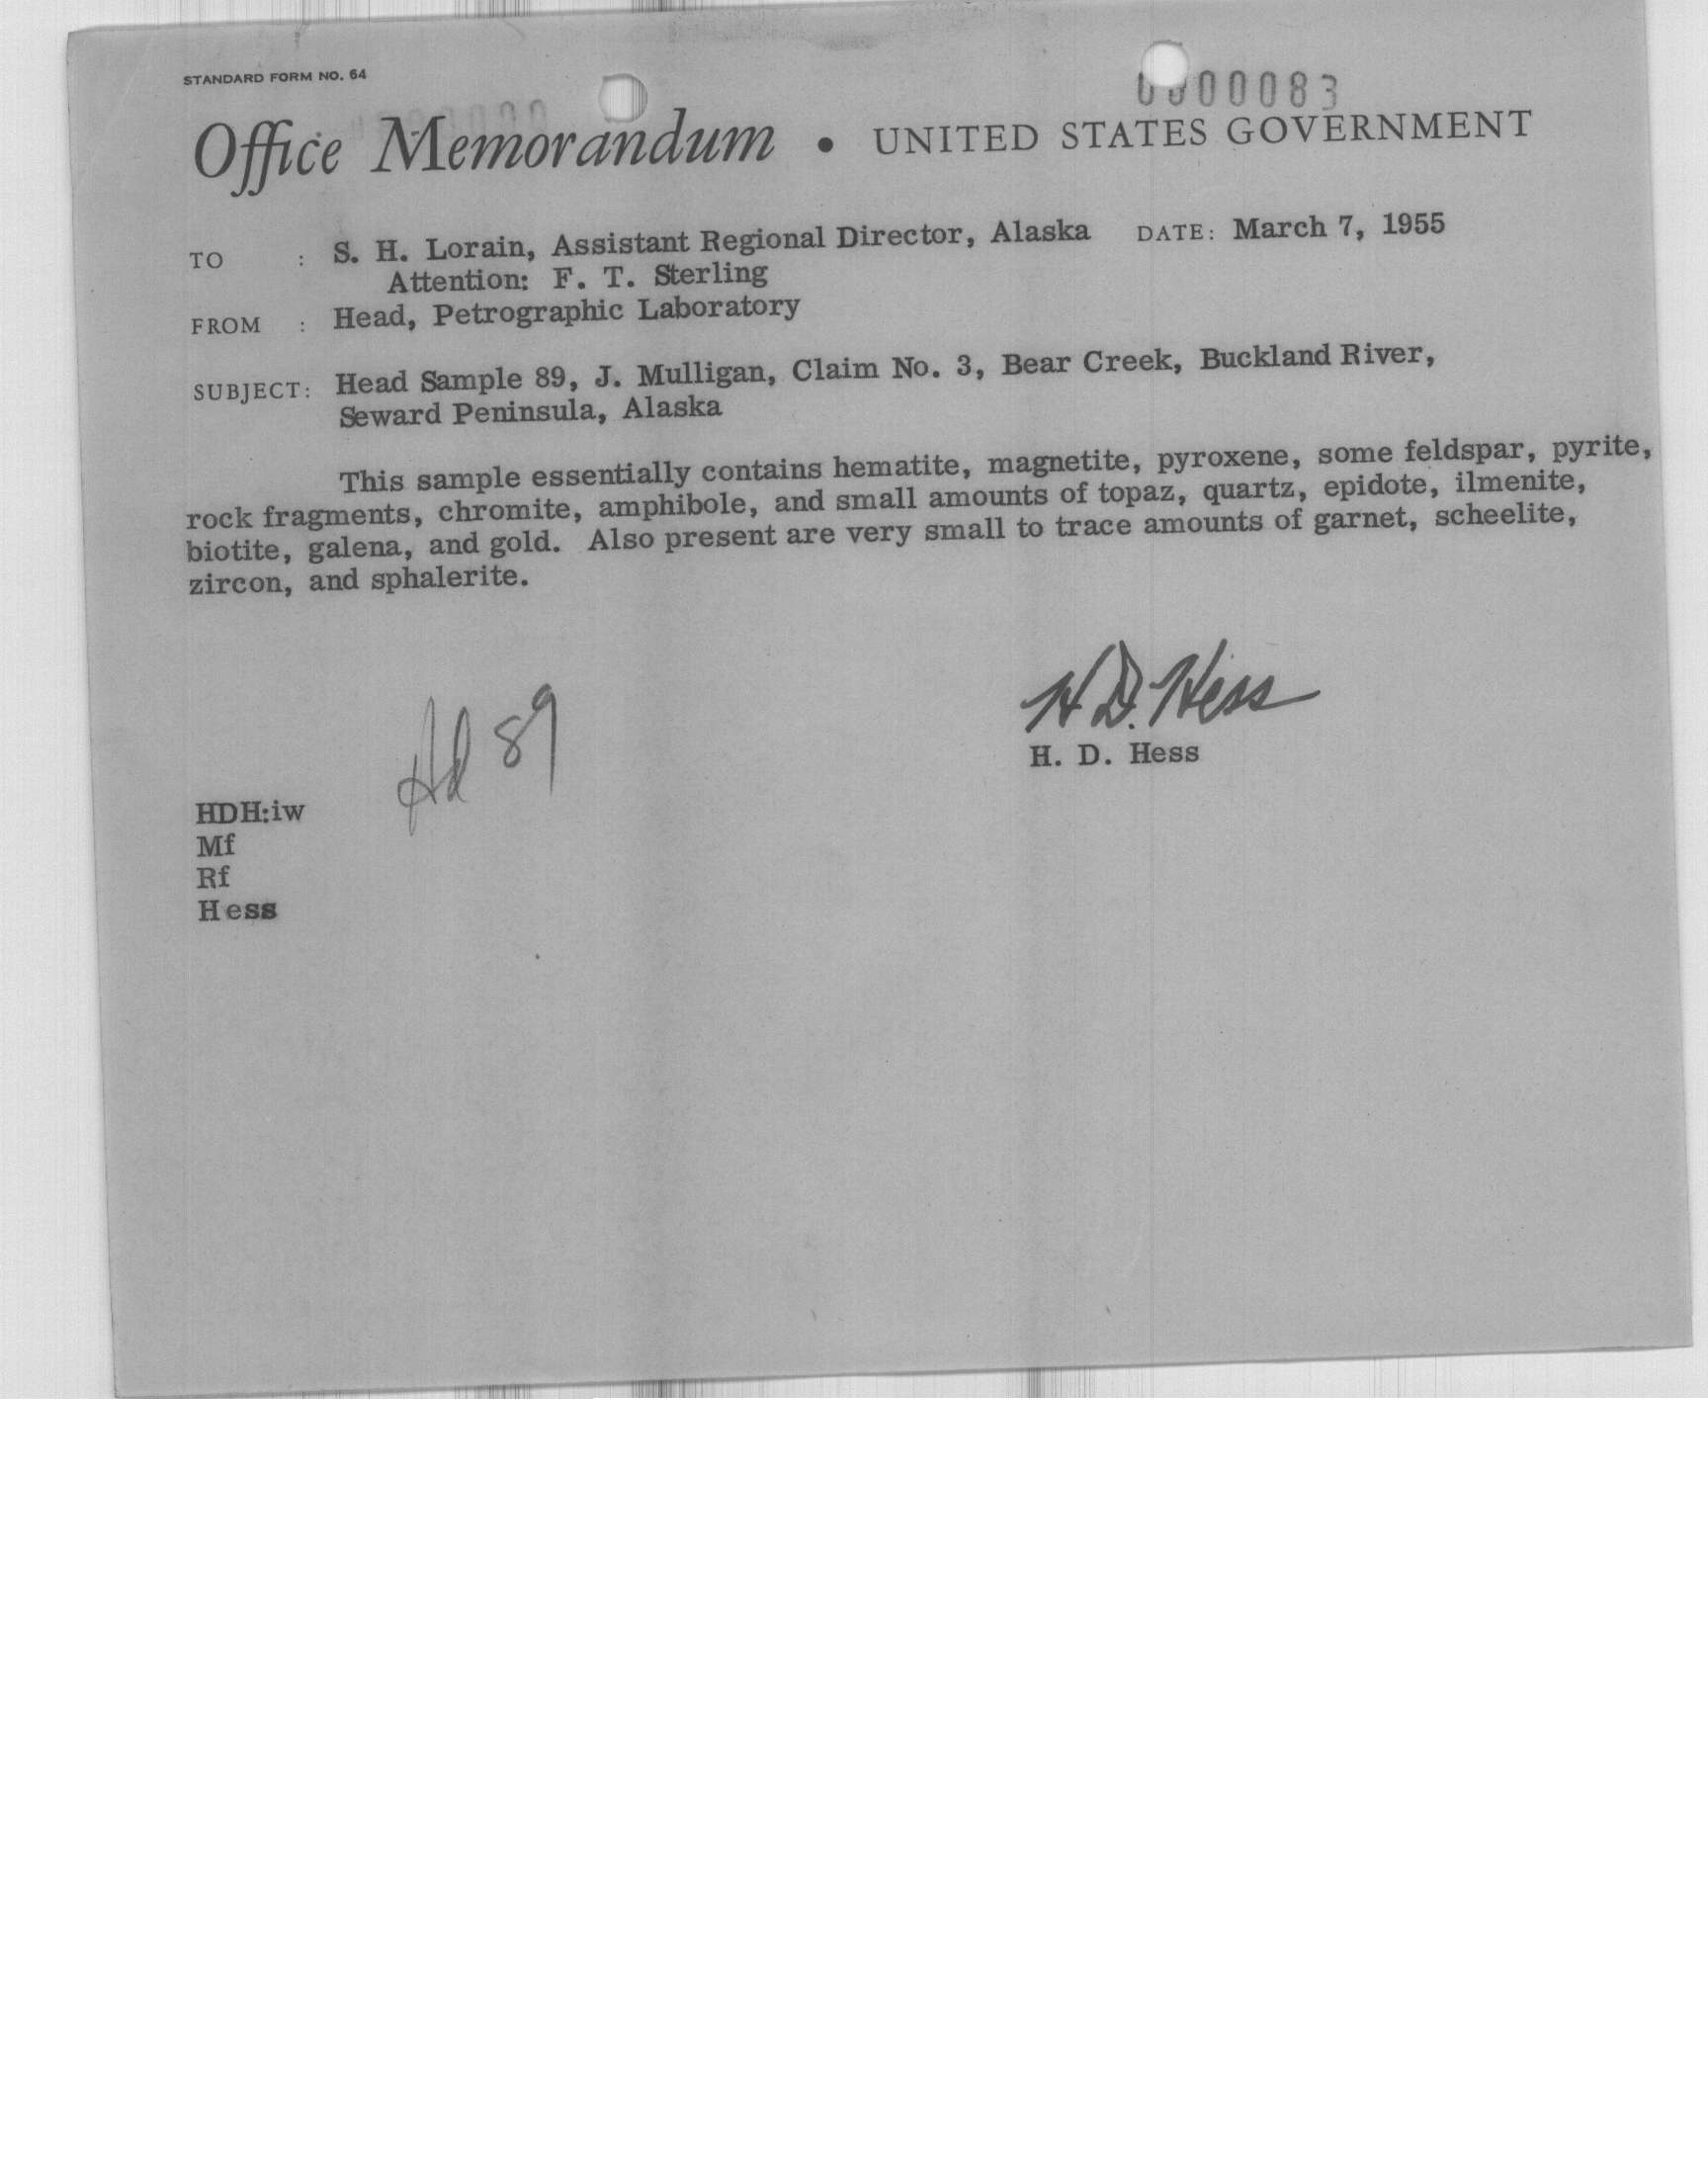 STANDARD FORM NO. 64
0000083
Office Memorandum • UNITED STATES GOVERNMENT
TO : S. H. Lorain, Assistant Regional Director, Alaska DATE: March 7, 1955
Attention: F. T. Sterling
FROM : Head, Petrographic Laboratory
SUBJECT: Head Sample 89, J. Mulligan, Claim No. 3, Bear Creek, Buckland River,
Seward Peninsula, Alaska
This sample essentially contains hematite, magnetite, pyroxene, some feldspar, pyrite,
rock fragments, chromite, amphibole, and small amounts of topaz, quartz, epidote, ilmenite,
biotite, galena, and gold. Also present are very small to trace amounts of garnet, scheelite,
zircon, and sphalerite.
H D. Hess
Hd 89
H. D. Hess
HDH:iw
Mf
Rf
Hess